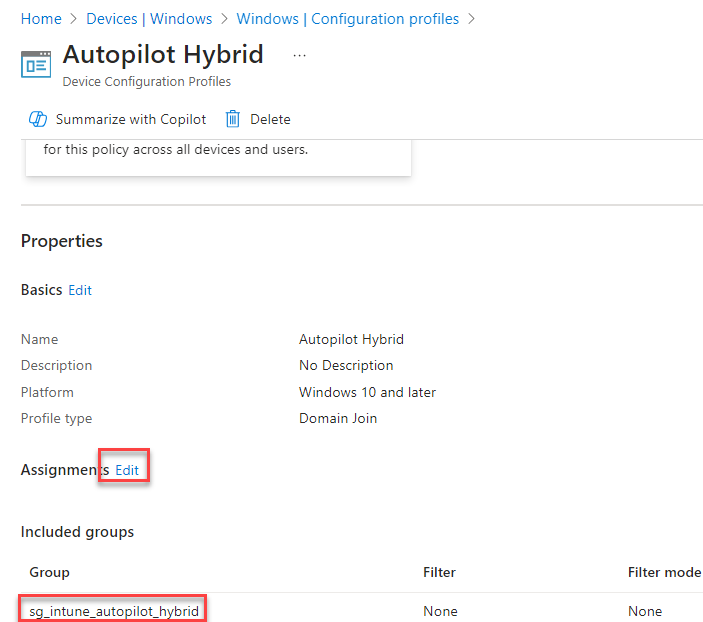 Home > Devices | Windows > Windows | Configuration profiles >
Autopilot Hybrid ...
Device Configuration Profiles
Summarize with Copilot Delete
for this policy across all devices and users.
Properties
Basics Edit
Name Autopilot Hybrid
Description No Description
Platform Windows 10 and later
Profile type Domain Join
Assignments Edit
Included groups
Group Filter Filter mode
sg_intune_autopilot_hybrid None None